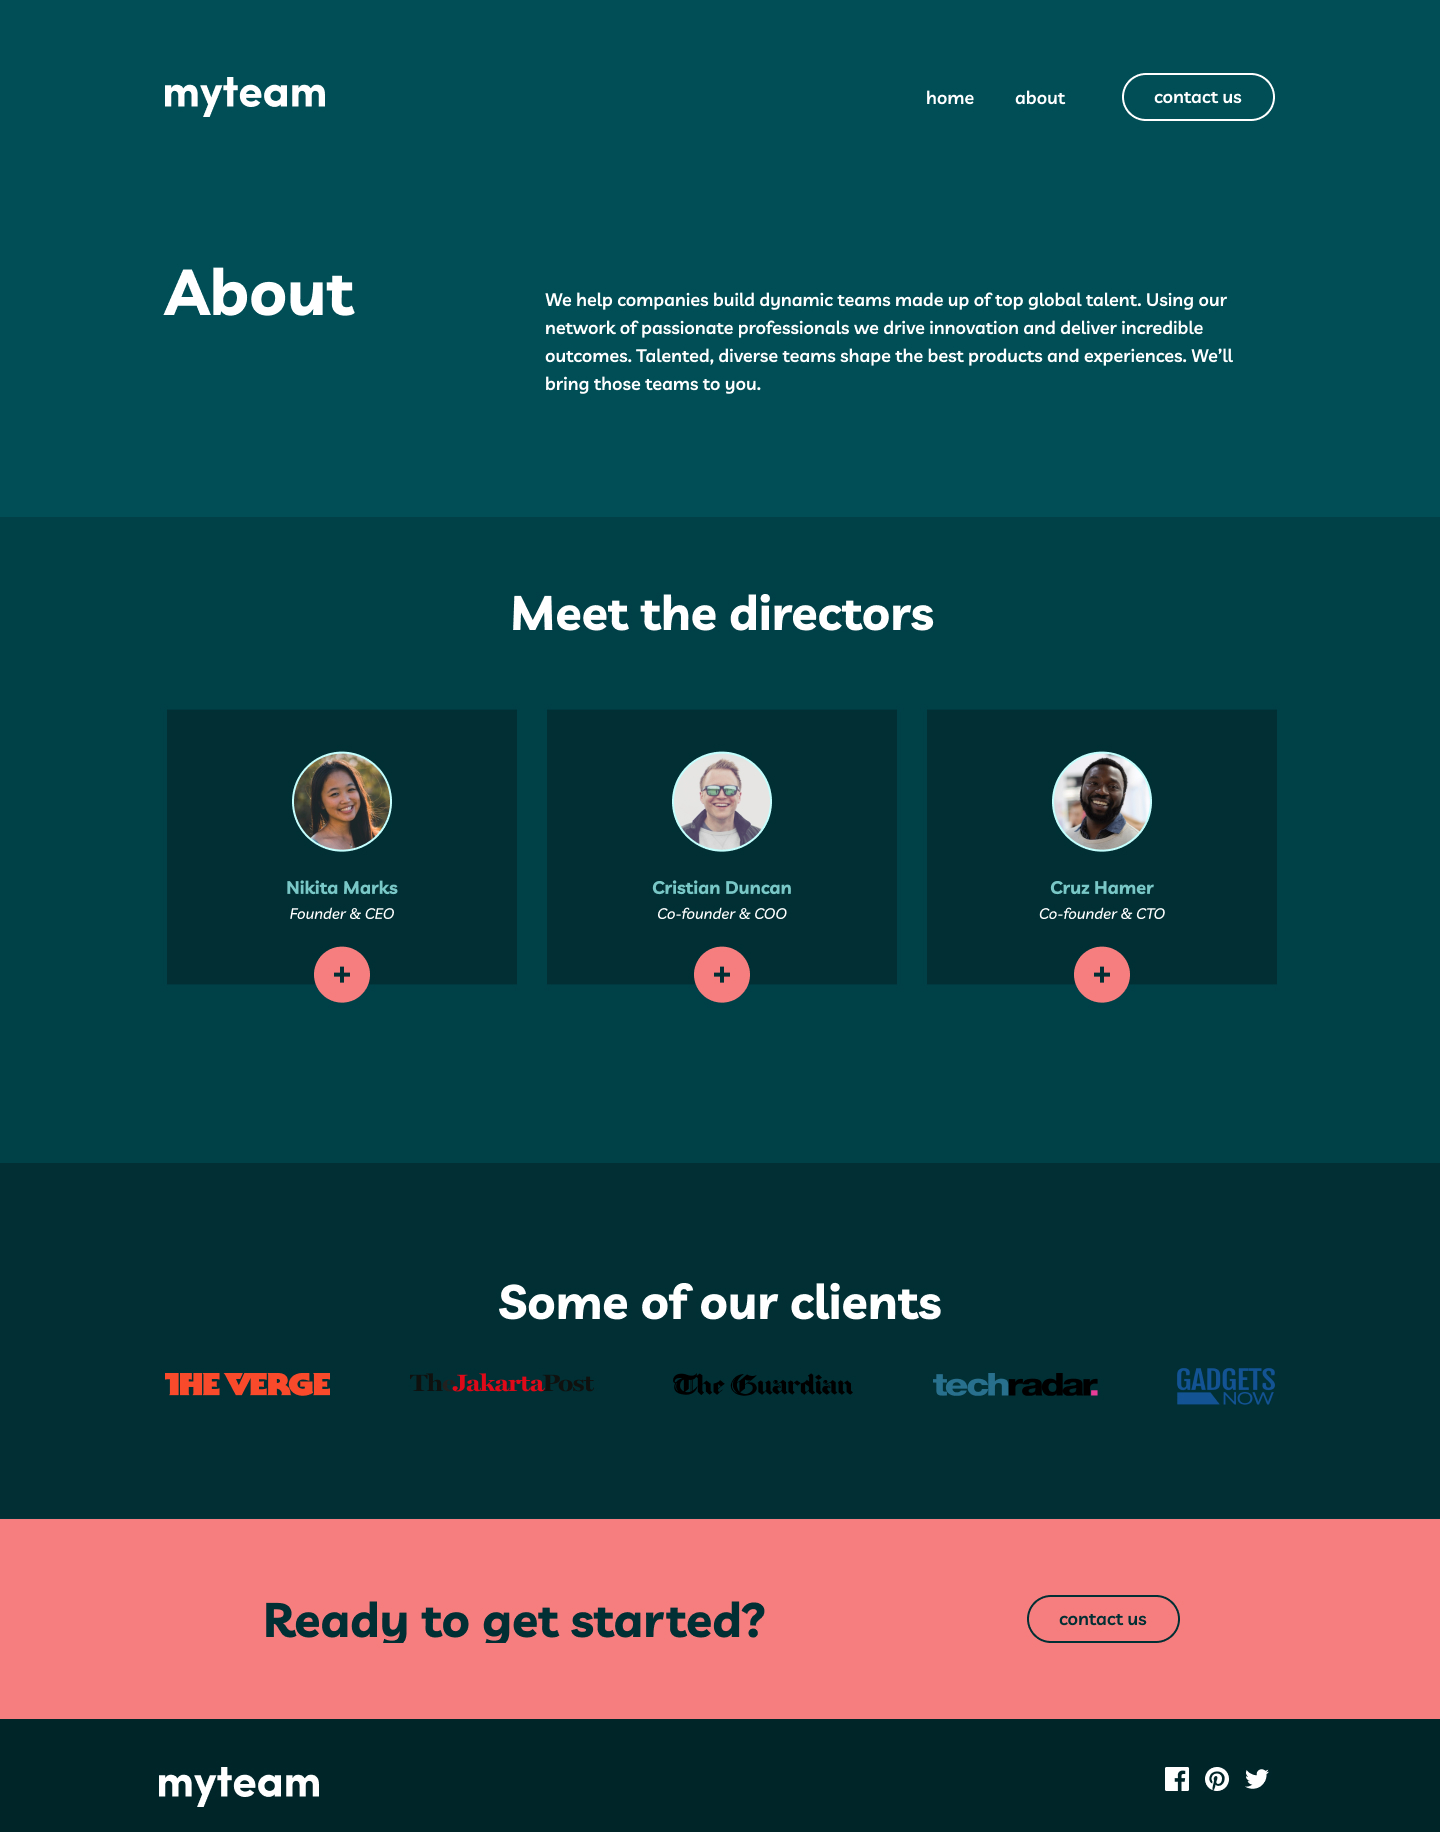 myteam
home about contact us
About
We help companies build dynamic teams made up of top global talent. Using our
network of passionate professionals we drive innovation and deliver incredible
outcomes. Talented, diverse teams shape the best products and experiences. We’ll
bring those teams to you.
Meet the directors
Nikita Marks
Founder & CEO
Cristian Duncan
Co-founder & COO
Cruz Hamer
Co-founder & CTO
Some of our clients
THE VERGE
TheJakartaPost
The Guardian
techradar.
GADGETS
NOW
Ready to get started?
contact us
myteam